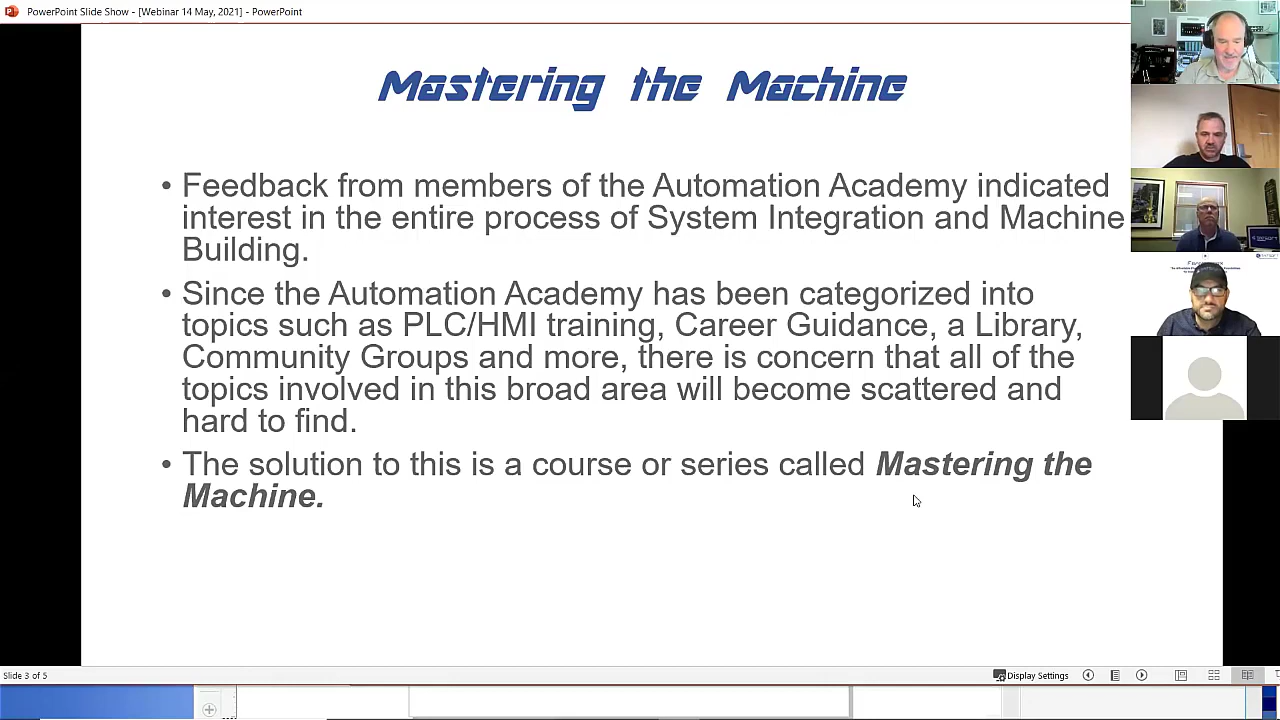 PowerPoint Slide Show - [Webinar 14 May, 2021] - PowerPoint
Mastering the Machine
• Feedback from members of the Automation Academy indicated
interest in the entire process of System Integration and Machine
Building.
• Since the Automation Academy has been categorized into
topics such as PLC/HMI training, Career Guidance, a Library,
Community Groups and more, there is concern that all of the
topics involved in this broad area will become scattered and
hard to find.
• The solution to this is a course or series called Mastering the
Machine.
Slide 3 of 5
Display Settings